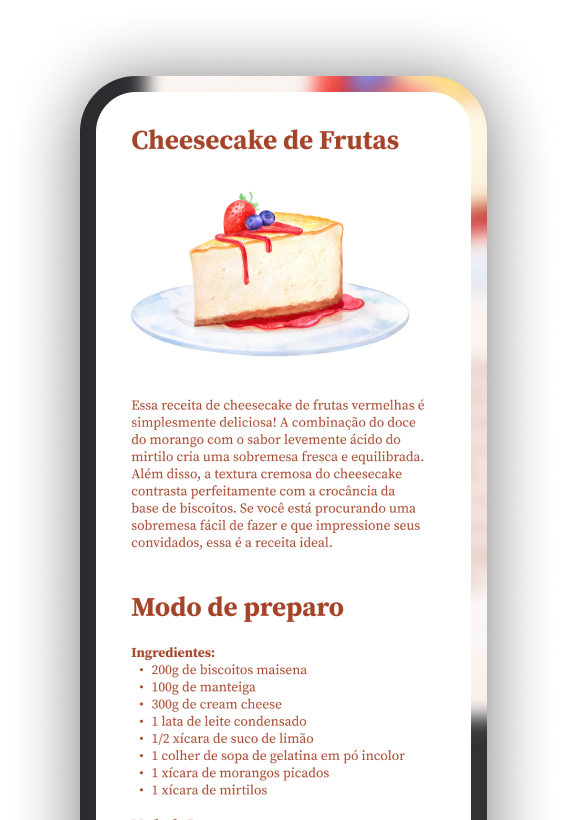 Cheesecake de Frutas
Essa receita de cheesecake de frutas vermelhas é
simplesmente deliciosa! A combinação do doce
do morango com o sabor levemente ácido do
mirtilo cria uma sobremesa fresca e equilibrada.
Além disso, a textura cremosa do cheesecake
contrasta perfeitamente com a crocância da
base de biscoitos. Se você está procurando uma
sobremesa fácil de fazer e que impressione seus
convidados, essa é a receita ideal.
Modo de preparo
Ingredientes:
• 200g de biscoitos maisena
• 100g de manteiga
• 300g de cream cheese
• 1 lata de leite condensado
• 1/2 xícara de suco de limão
• 1 colher de sopa de gelatina em pó incolor
• 1 xícara de morangos picados
• 1 xícara de mirtilos